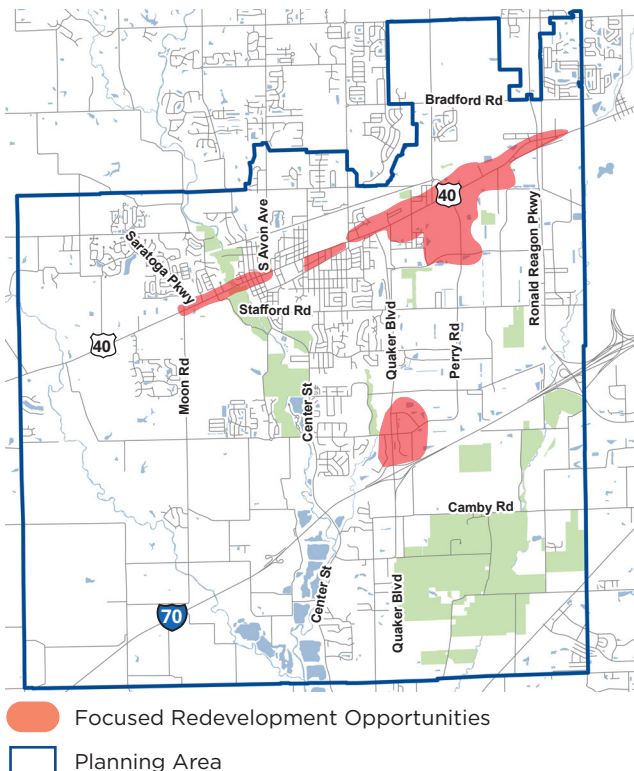 Bradford Rd
40
S Avon Ave
Saratoga Pkwy
Ronald Reagon Pkwy
Stafford Rd
40
Quaker Blvd
Perry Rd
Moon Rd
Center St
Camby Rd
Center St
Quaker Blvd
70
Focused Redevelopment Opportunities
Planning Area